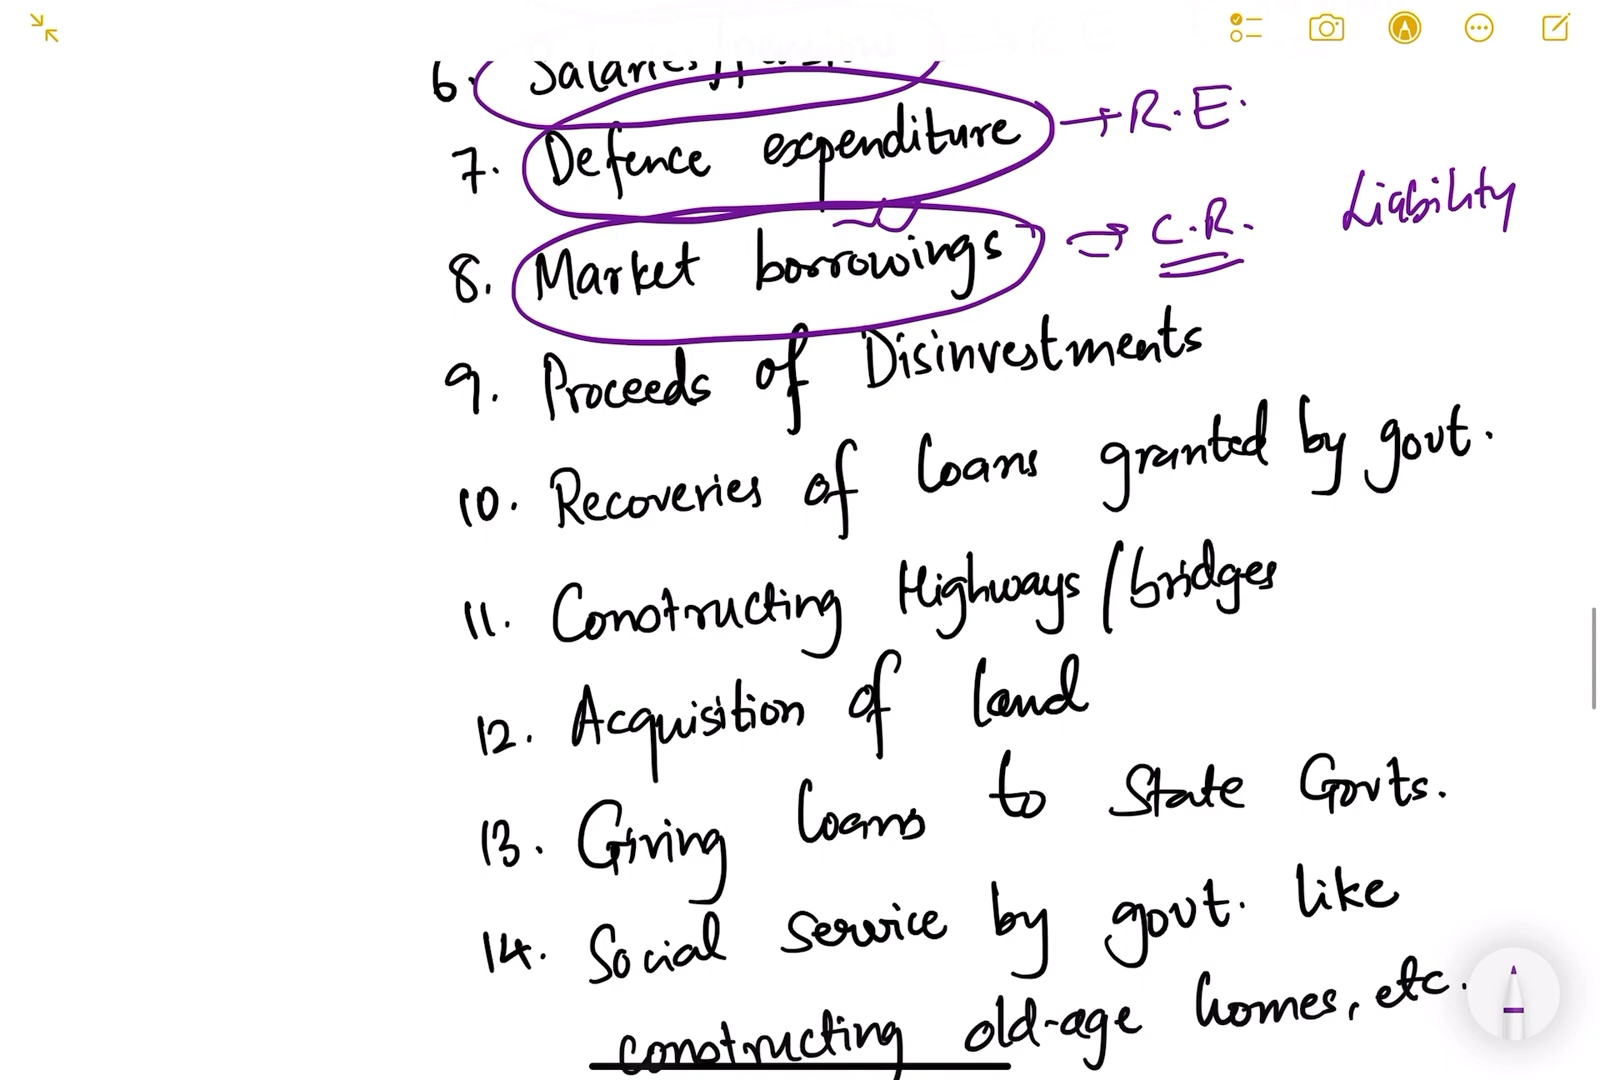 6. Salaries/pension
7. Defence expenditure → R.E.
8. Market borrowings ⇒ C.R. Liability
9. Proceeds of Disinvestments
10. Recoveries of loans granted by govt.
11. Constructing Highways/bridges
12. Acquisition of land
13. Giving loans to State Govts.
14. Social service by govt. like
constructing old-age homes, etc.